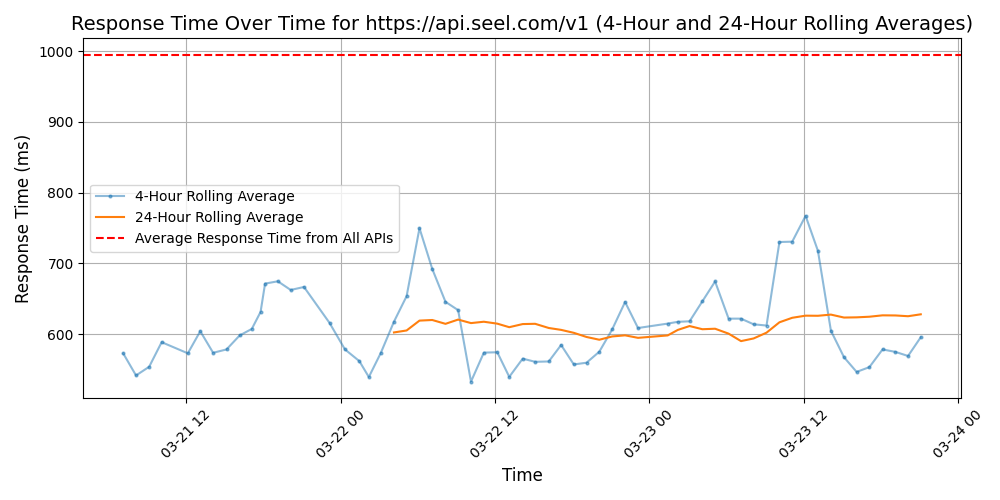 Response Time Over Time for https://api.seel.com/v1 (4-Hour and 24-Hour Rolling Averages)
Response Time (ms)
1000
900
800
700
600
4-Hour Rolling Average
24-Hour Rolling Average
Average Response Time from All APIs
03-21 12
03-22 00
03-22 12
03-23 00
03-23 12
03-24 00
Time